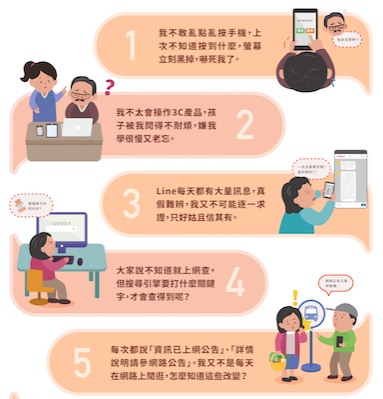 1
我不敢亂點亂按手機，上
次不知道按到什麼，螢幕
立刻黑掉，嚇死我了。
?
我不太會操作3C產品，孩
子被我問得不耐煩，嫌我
學很慢又老忘。
2
3
Line每天都有大量訊息，真
假難辨，我又不可能逐一求
證，只好姑且信其有。
GOOGLE
大家說不知道就上網查，
但搜尋引擎要打什麼關鍵
字，才會查得到呢？
4
!
5
每次都說「資訊已上網公告」、「詳情
說明請參網路公告」，我又不是每天
在網路上閒逛，怎麼知道這些改變？